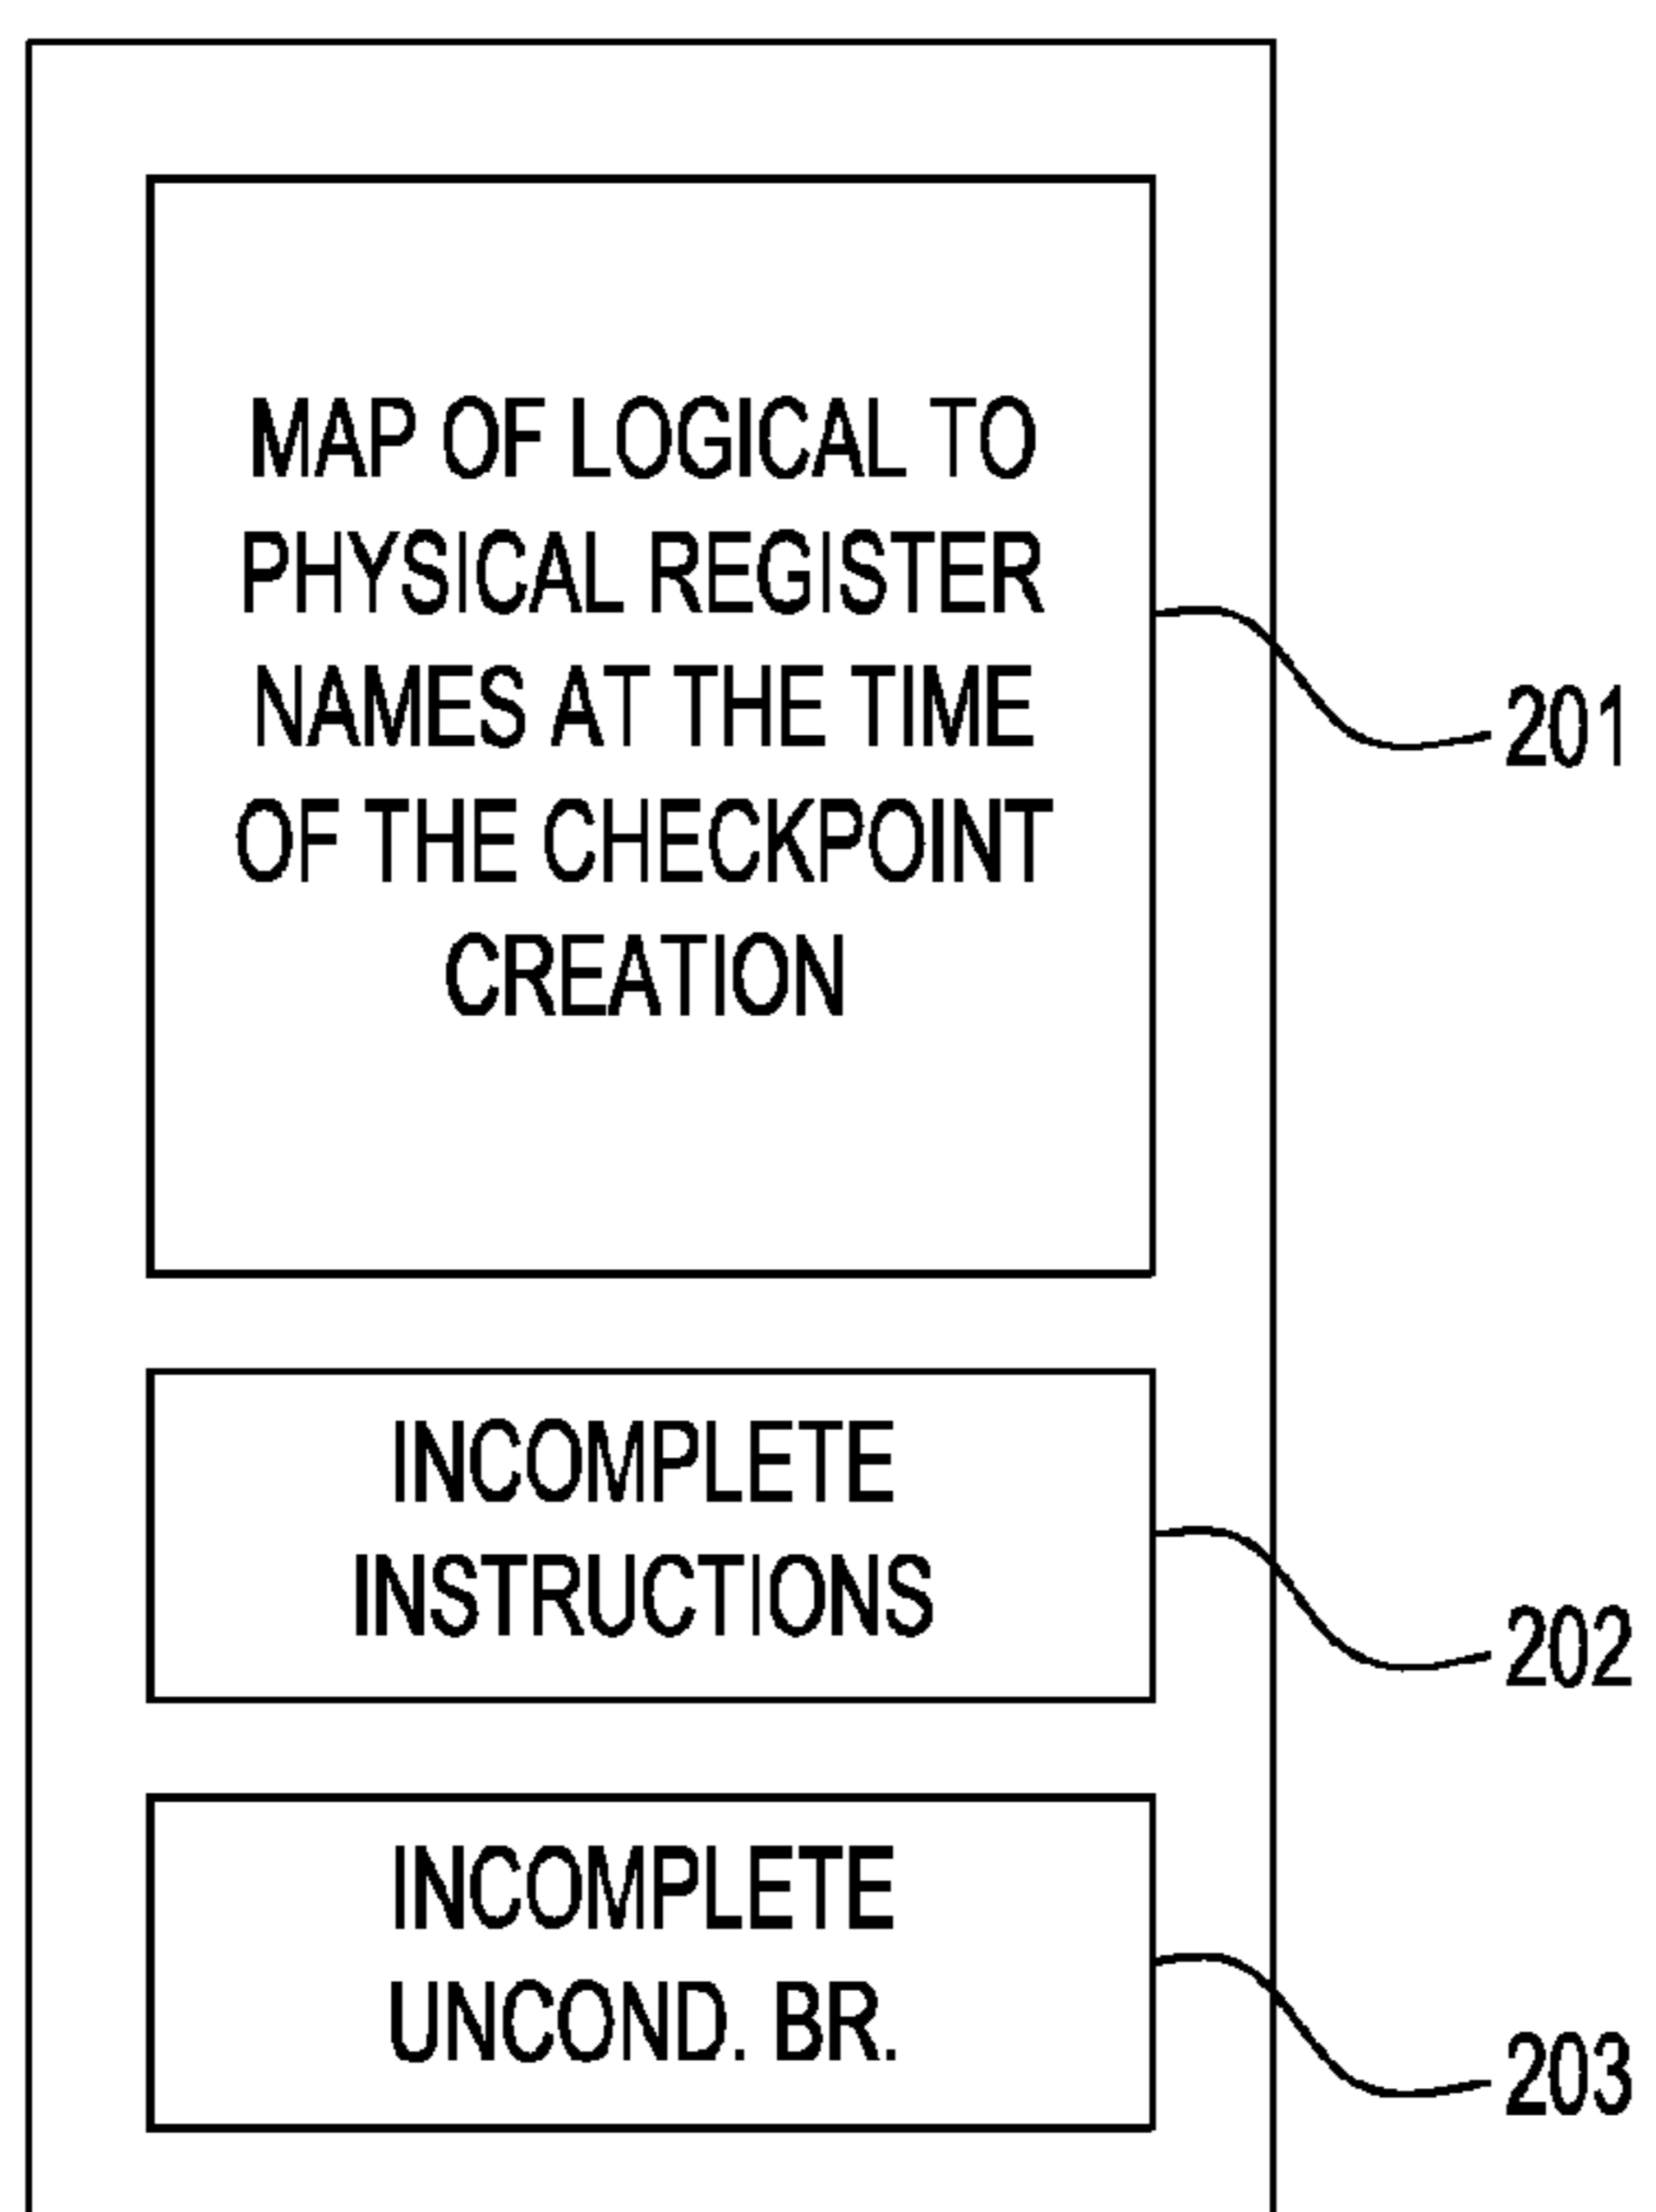 MAP OF LOGICAL TO
PHYSICAL REGISTER
NAMES AT THE TIME
OF THE CHECKPOINT
CREATION
201
INCOMPLETE
INSTRUCTIONS
202
INCOMPLETE
UNCOND. BR.
203